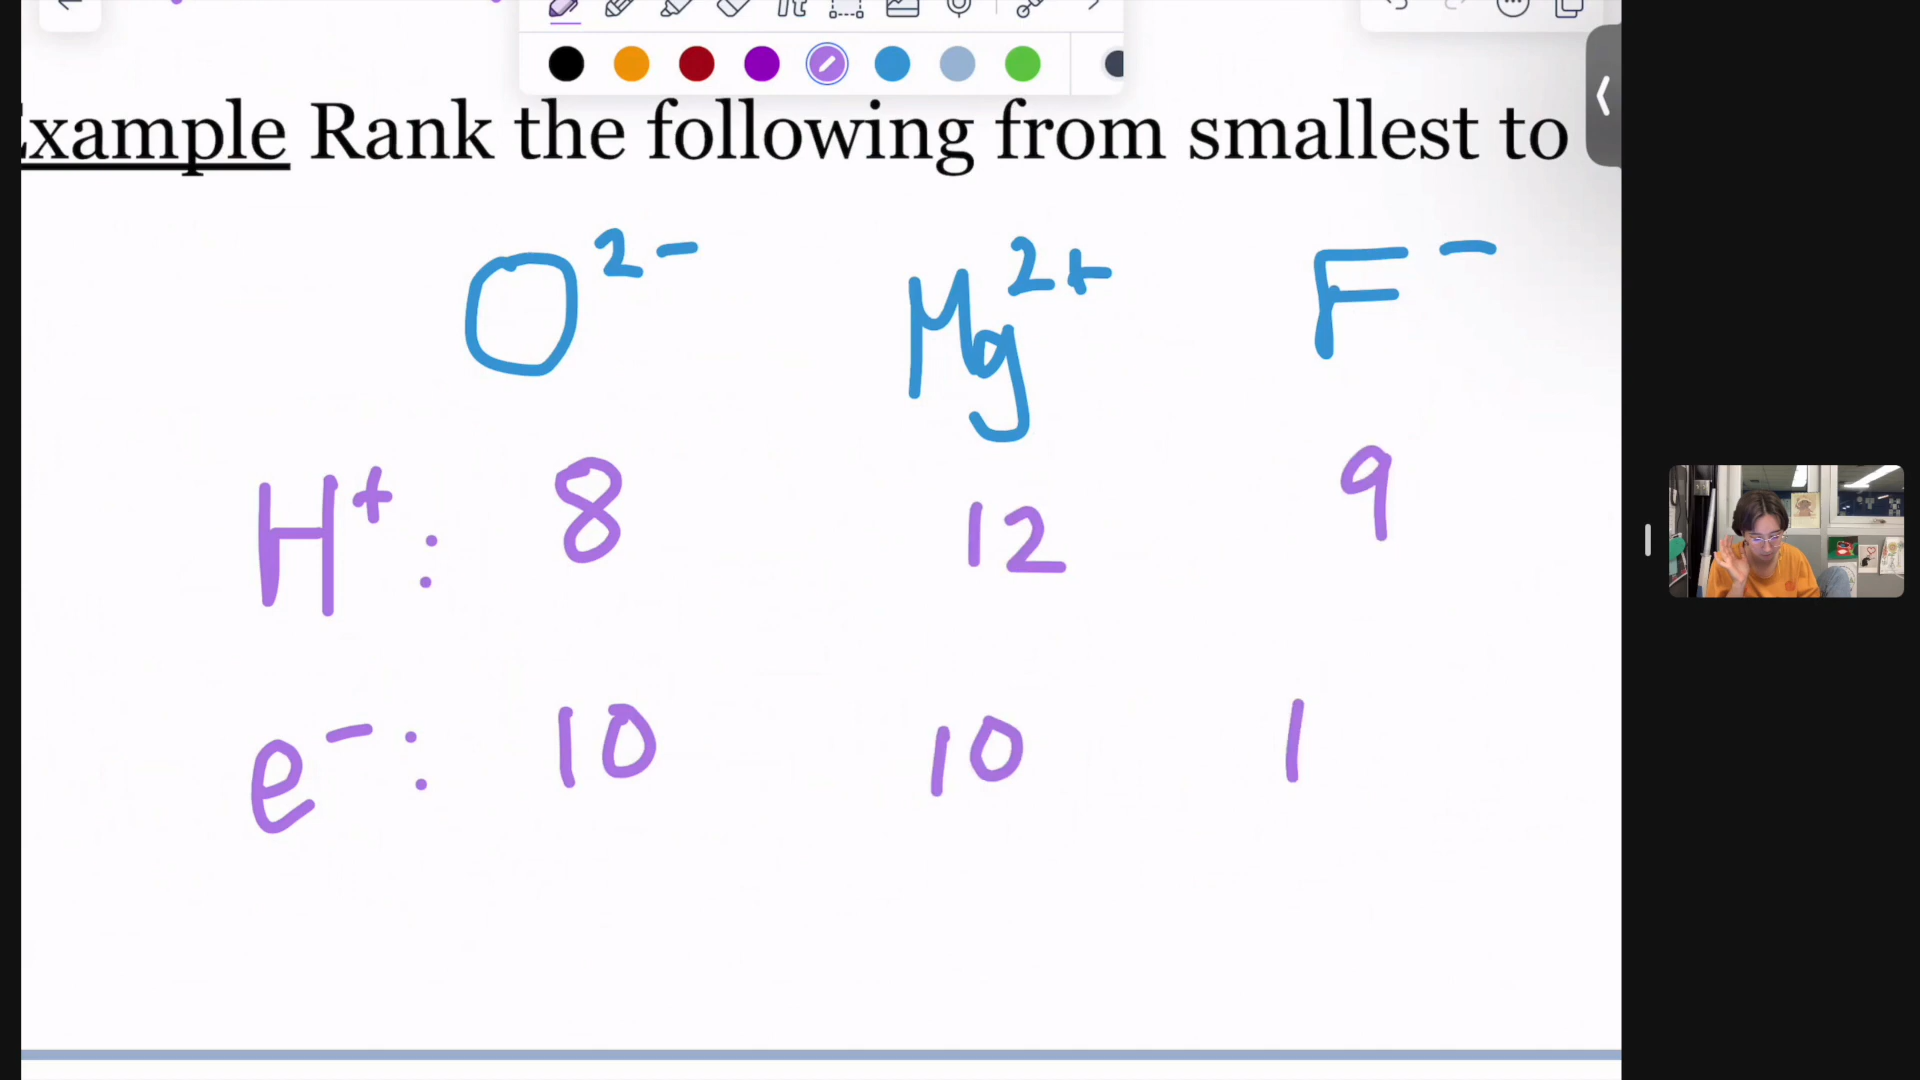 xample Rank the following from smallest to
O²⁻ Mg²⁺ F⁻
H⁺: 8 12 9
e⁻: 10 10 1